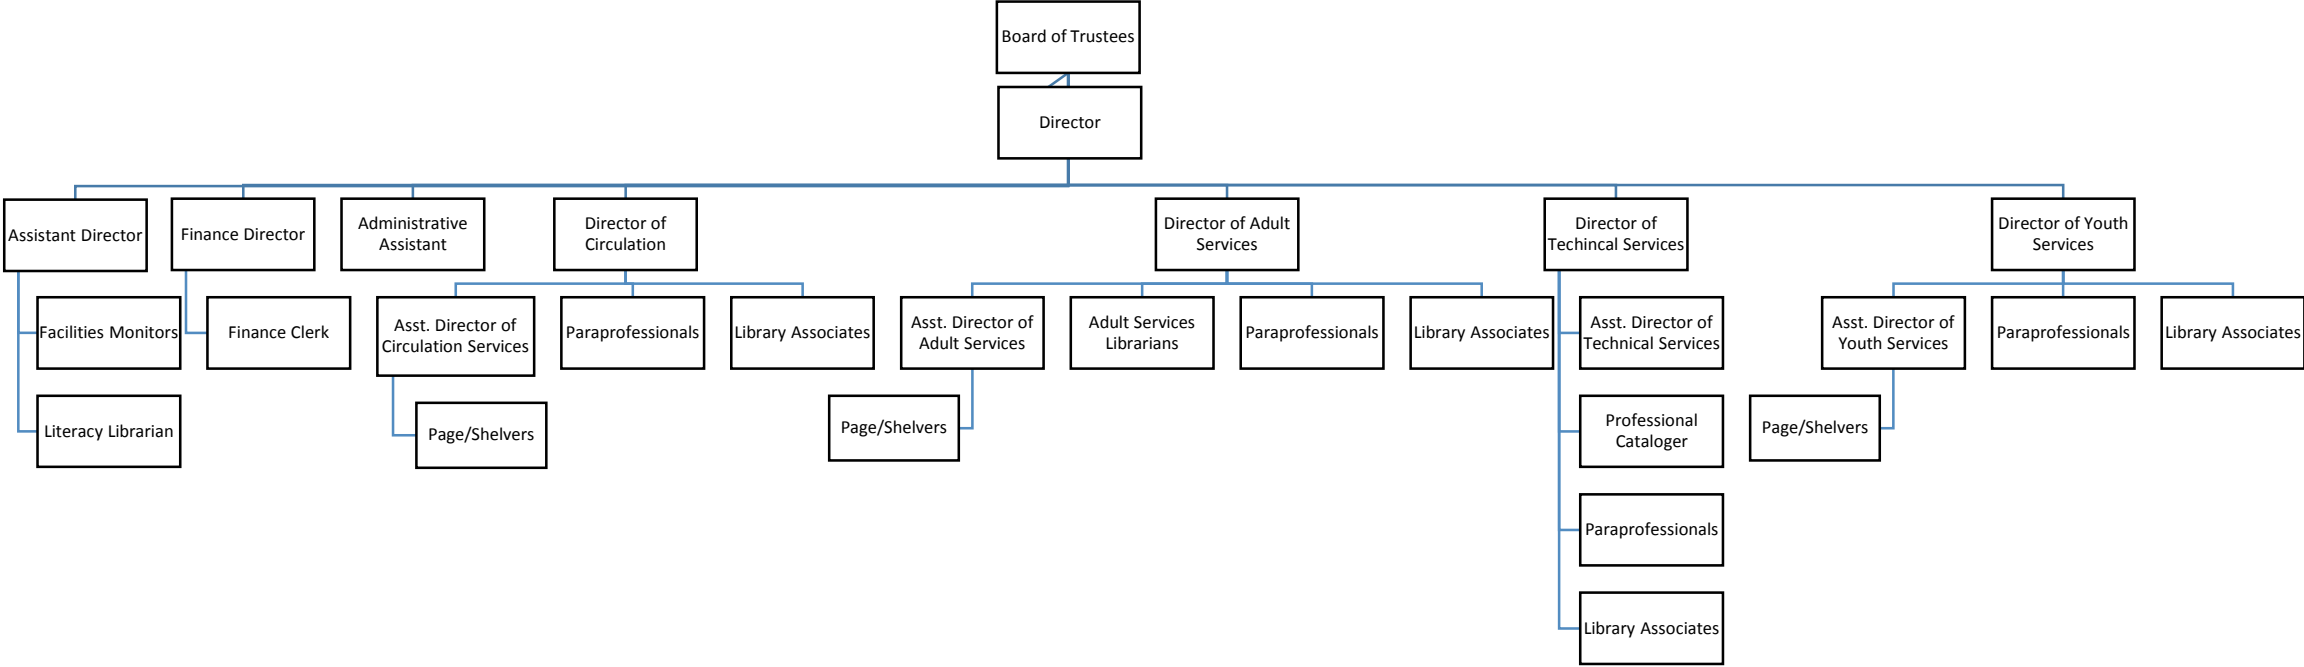 Board of Trustees
Director
Assistant Director
Finance Director
Administrative
Assistant
Director of
Circulation
Director of Adult
Services
Director of
Techincal Services
Director of Youth
Services
Facilities Monitors
Finance Clerk
Asst. Director of
Circulation Services
Paraprofessionals
Library Associates
Asst. Director of
Adult Services
Adult Services
Librarians
Paraprofessionals
Library Associates
Asst. Director of
Technical Services
Asst. Director of
Youth Services
Paraprofessionals
Library Associates
Literacy Librarian
Page/Shelvers
Page/Shelvers
Professional
Cataloger
Page/Shelvers
Paraprofessionals
Library Associates